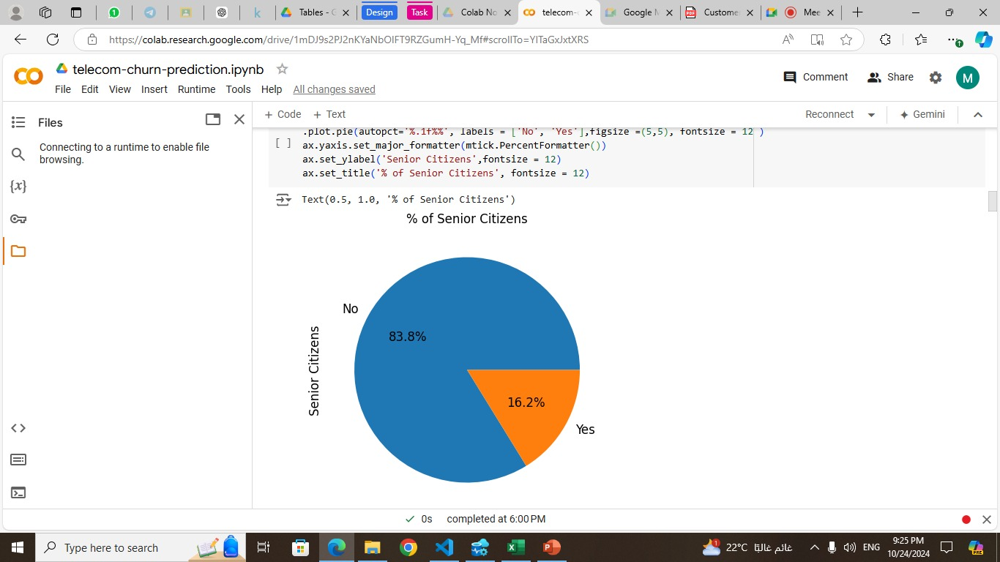 Tables - G
Design
Task
Colab No
telecom-c
Google M
Custome
Mee
https://colab.research.google.com/drive/1mDJ9s2PJ2nKYaNbOlFT9RZGumH-Yq_Mf#scrollTo=YlTaGxJxtXRS
telecom-churn-prediction.ipynb
Comment
Share
M
File Edit View Insert Runtime Tools Help All changes saved
Files
+ Code + Text
Reconnect
Gemini
Connecting to a runtime to enable file
browsing.
{x}
.plot.pie(autopct='%.1f%%', labels = ['No', 'Yes'],figsize =(5,5), fontsize = 12 )
[ ]
ax.yaxis.set_major_formatter(mtick.PercentFormatter())
ax.set_ylabel('Senior Citizens',fontsize = 12)
ax.set_title('% of Senior Citizens', fontsize = 12)
Text(0.5, 1.0, '% of Senior Citizens')
% of Senior Citizens
No
83.8%
Senior Citizens
16.2%
Yes
0s completed at 6:00 PM
Type here to search
22°C غائم غالبًا
ENG
9:25 PM
10/24/2024